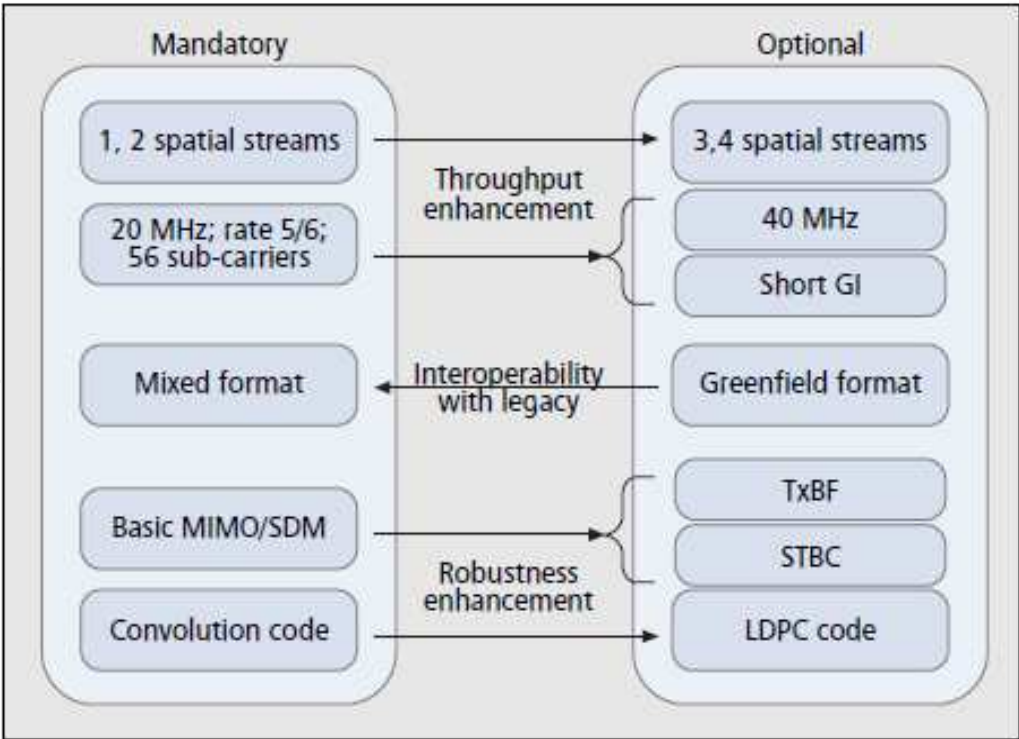 Mandatory
Optional
1, 2 spatial streams
3,4 spatial streams
Throughput
enhancement
20 MHz; rate 5/6;
56 sub-carriers
40 MHz
Short GI
Mixed format
Interoperability
with legacy
Greenfield format
Basic MIMO/SDM
TxBF
STBC
Robustness
enhancement
Convolution code
LDPC code